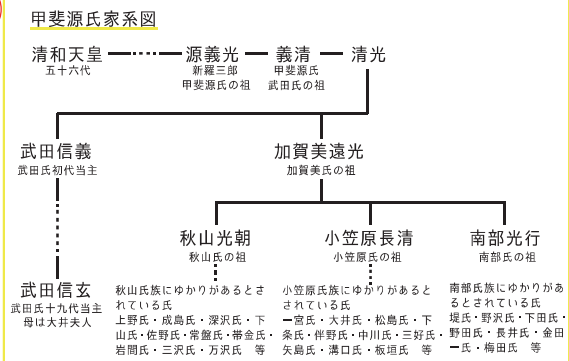 甲斐源氏家系図
清和天皇
五十六代
源義光
新羅三郎
甲斐源氏の祖
義清
甲斐源氏
武田氏の祖
清光
武田信義
武田氏初代当主
加賀美遠光
加賀美氏の祖
武田信玄
武田氏十九代当主
母は大井夫人
秋山光朝
秋山氏の祖
秋山氏族にゆかりがあるとさ
れている氏
上野氏・成島氏・深沢氏・下
山氏・佐野氏・常盤氏・帯金氏・
岩間氏・三沢氏・万沢氏　等
小笠原長清
小笠原氏の祖
小笠原氏族にゆかりがあると
されている氏
一宮氏・大井氏・松島氏・下
条氏・伴野氏・中川氏・三好氏・
矢島氏・溝口氏・板垣氏　等
南部光行
南部氏の祖
南部氏族にゆかりがあ
るとされている氏
堤氏・野沢氏・下田氏・
野田氏・長井氏・金田
一氏・梅田氏　等